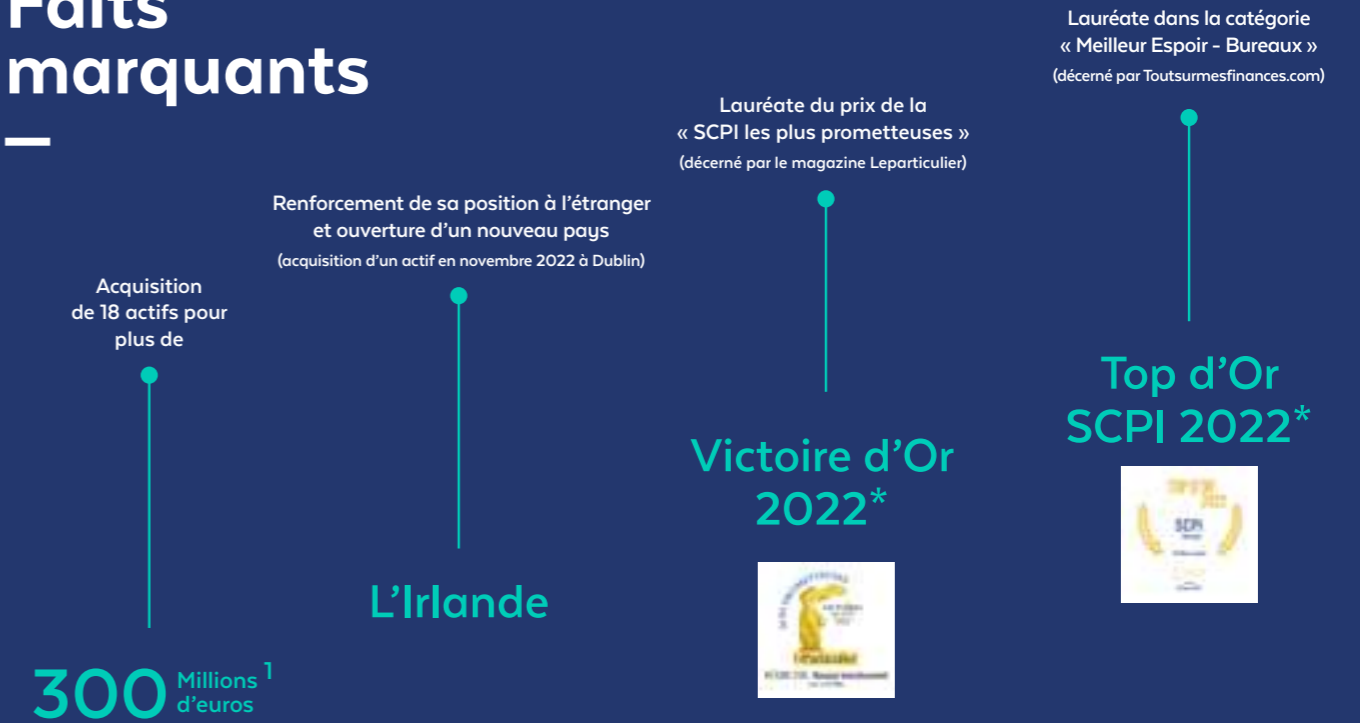 Faits
marquants
Acquisition
de 18 actifs pour
plus de
300 Millions 1
d'euros
Renforcement de sa position à l'étranger
et ouverture d'un nouveau pays
(acquisition d'un actif en novembre 2022 à Dublin)
L'Irlande
Lauréate du prix de la
« SCPI les plus prometteuses »
(décerné par le magazine Leparticulier)
Victoire d'Or
2022*
Lauréate dans la catégorie
« Meilleur Espoir - Bureaux »
(décerné par Toutsurmesfinances.com)
Top d'Or
SCPI 2022*
SCPI